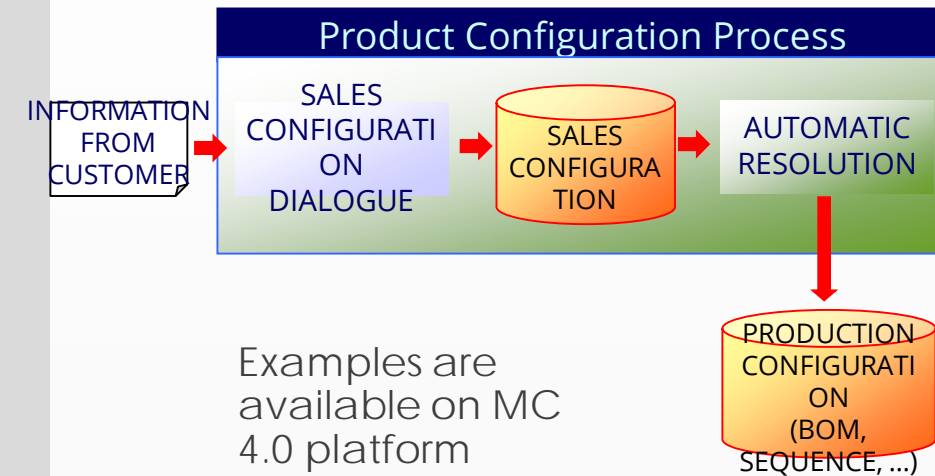 Product Configuration Process
INFORMATION
FROM
CUSTOMER
SALES
CONFIGURATI
ON
DIALOGUE
SALES
CONFIGURA
TION
AUTOMATIC
RESOLUTION
PRODUCTION
CONFIGURATI
ON
(BOM,
SEQUENCE, ...)
Examples are
available on MC
4.0 platform